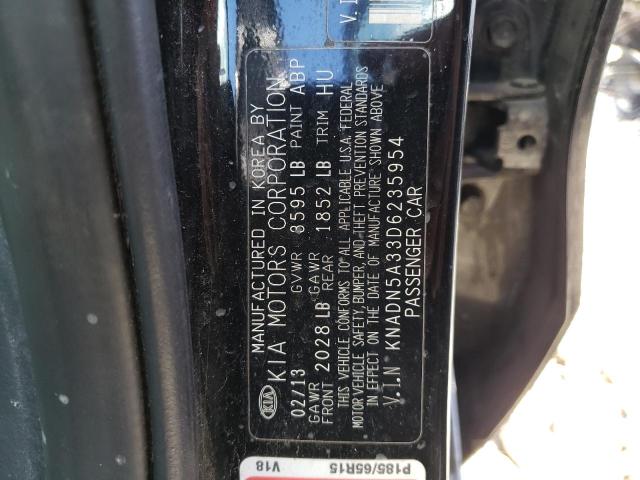 MANUFACTURED IN KOREA BY
KIA KIA MOTORS CORPORATION
02/13 GVWR 3595 LB PAINT ABP
GAWR FRONT 2028 LB GAWR REAR 1852 LB TRIM HU
THIS VEHICLE CONFORMS TO ALL APPLICABLE U.S.A. FEDERAL
MOTOR VEHICLE SAFETY, BUMPER, AND THEFT PREVENTION STANDARDS
IN EFFECT ON THE DATE OF MANUFACTURE SHOWN ABOVE
V.I.N KNADN5A33D6235954
PASSENGER CAR
V.I
P185/65R15
V18